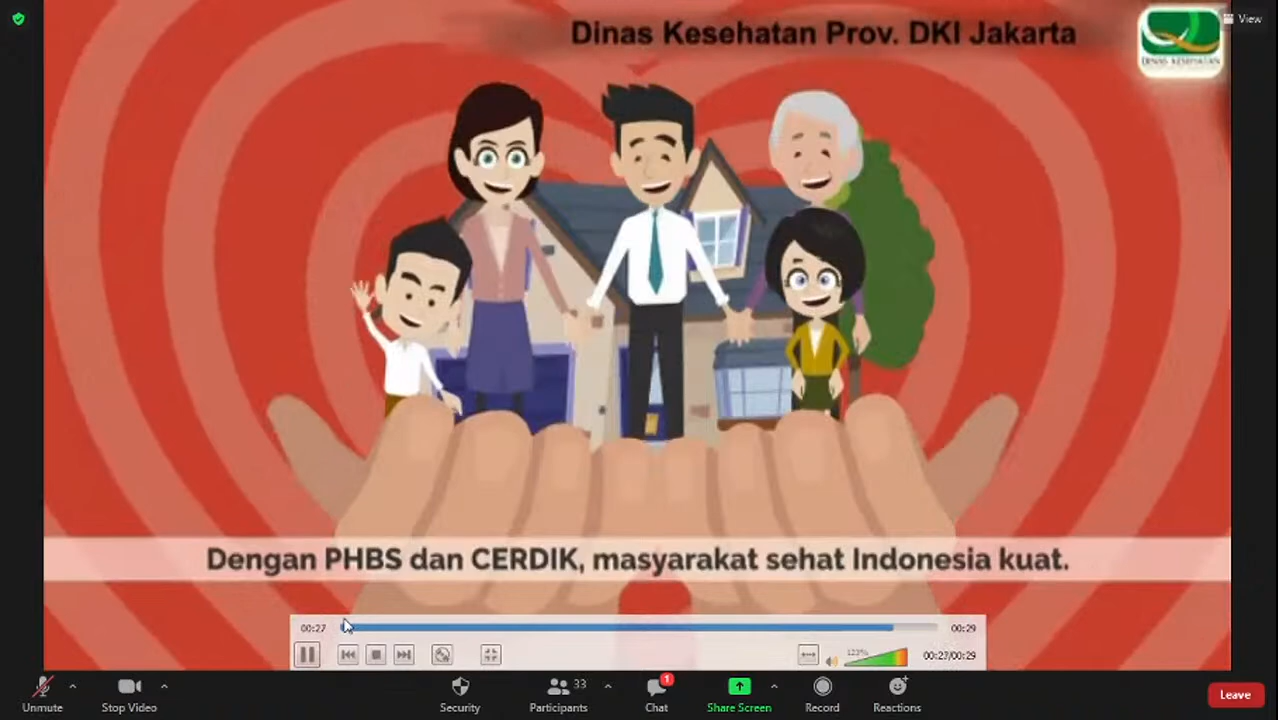 Dinas Kesehatan Prov. DKI Jakarta
DINAS KESEHATAN
View
Dengan PHBS dan CERDIK, masyarakat sehat Indonesia kuat.
00:27
00:29
123%
00:27/00:29
Unmute
Stop Video
Security
33
Participants
1
Chat
Share Screen
Record
Reactions
Leave